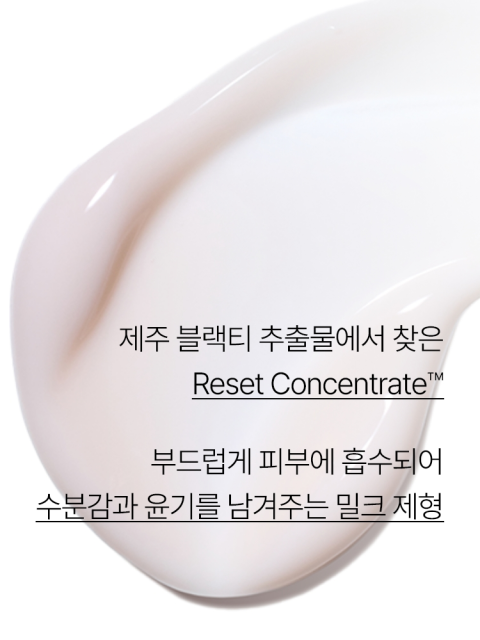 제주 블랙티 추출물에서 찾은
Reset Concentrate™
부드럽게 피부에 흡수되어
수분감과 윤기를 남겨주는 밀크 제형